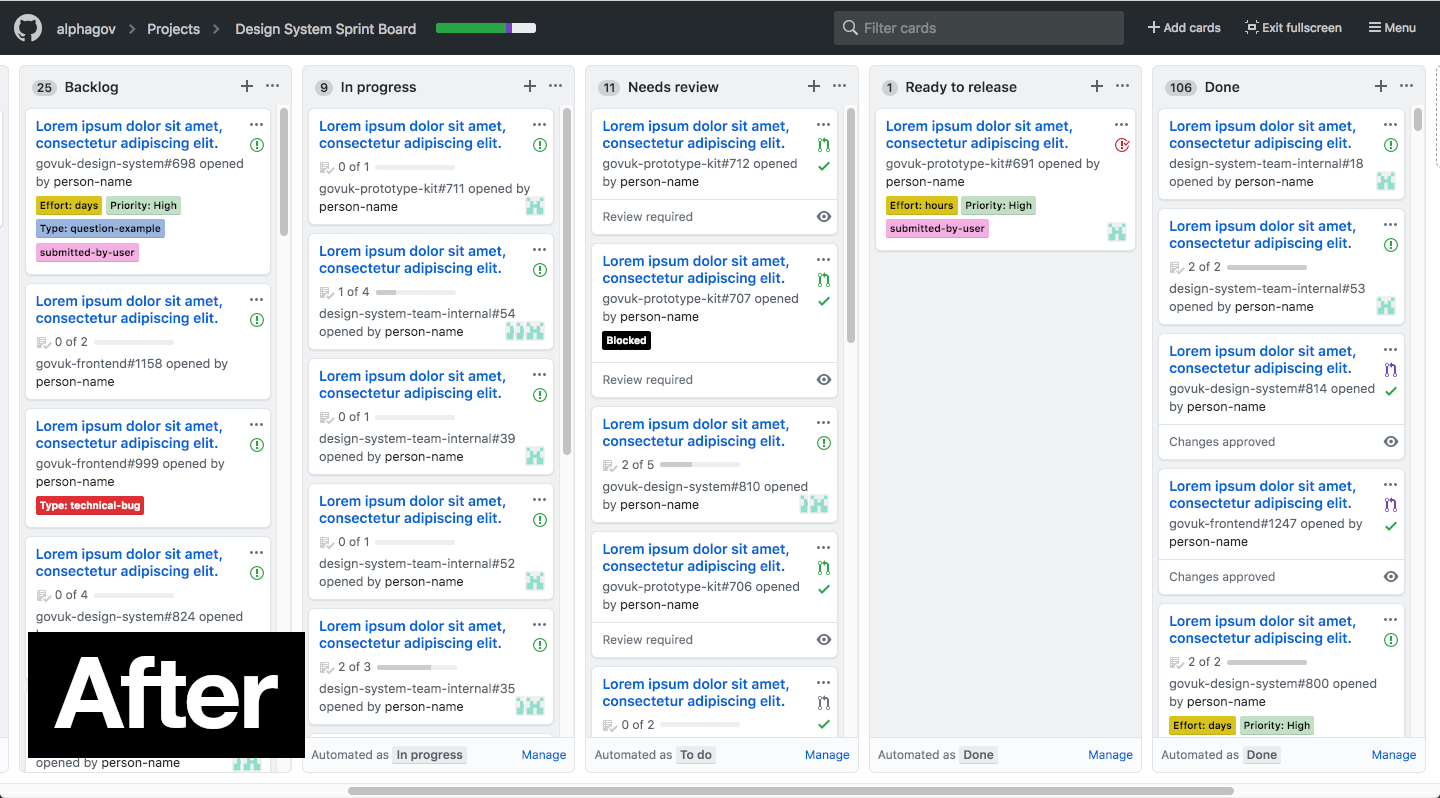 alphagov
Projects
Design System Sprint Board
Filter cards
Add cards
Exit fullscreen
Menu
25 Backlog
Lorem ipsum dolor sit amet,
consectetur adipiscing elit.
govuk-design-system#698 opened
by person-name
Effort: days Priority: High
Type: question-example
submitted-by-user
Lorem ipsum dolor sit amet,
consectetur adipiscing elit.
0 of 2
govuk-frontend#1158 opened by
person-name
Lorem ipsum dolor sit amet,
consectetur adipiscing elit.
govuk-frontend#999 opened by
person-name
Type: technical-bug
Lorem ipsum dolor sit amet,
consectetur adipiscing elit.
0 of 4
govuk-design-system#824 opened
After
opened by person-name
9 In progress
Lorem ipsum dolor sit amet,
consectetur adipiscing elit.
0 of 1
govuk-prototype-kit#711 opened by
person-name
Lorem ipsum dolor sit amet,
consectetur adipiscing elit.
1 of 4
design-system-team-internal#54
opened by person-name
Lorem ipsum dolor sit amet,
consectetur adipiscing elit.
0 of 1
design-system-team-internal#39
opened by person-name
Lorem ipsum dolor sit amet,
consectetur adipiscing elit.
0 of 1
design-system-team-internal#52
opened by person-name
Lorem ipsum dolor sit amet,
consectetur adipiscing elit.
2 of 3
design-system-team-internal#35
opened by person-name
Automated as In progress Manage
11 Needs review
Lorem ipsum dolor sit amet,
consectetur adipiscing elit.
govuk-prototype-kit#712 opened
by person-name
Review required
Lorem ipsum dolor sit amet,
consectetur adipiscing elit.
govuk-prototype-kit#707 opened
by person-name
Blocked
Review required
Lorem ipsum dolor sit amet,
consectetur adipiscing elit.
2 of 5
govuk-design-system#810 opened
by person-name
Lorem ipsum dolor sit amet,
consectetur adipiscing elit.
govuk-prototype-kit#706 opened
by person-name
Review required
Lorem ipsum dolor sit amet,
consectetur adipiscing elit.
0 of 2
Automated as To do Manage
1 Ready to release
Lorem ipsum dolor sit amet,
consectetur adipiscing elit.
govuk-prototype-kit#691 opened by
person-name
Effort: hours Priority: High
submitted-by-user
Automated as Done Manage
106 Done
Lorem ipsum dolor sit amet,
consectetur adipiscing elit.
design-system-team-internal#18
opened by person-name
Lorem ipsum dolor sit amet,
consectetur adipiscing elit.
2 of 2
design-system-team-internal#53
opened by person-name
Lorem ipsum dolor sit amet,
consectetur adipiscing elit.
govuk-design-system#814 opened
by person-name
Changes approved
Lorem ipsum dolor sit amet,
consectetur adipiscing elit.
govuk-frontend#1247 opened by
person-name
Changes approved
Lorem ipsum dolor sit amet,
consectetur adipiscing elit.
2 of 2
govuk-design-system#800 opened
by person-name
Effort: days Priority: High
Automated as Done Manage